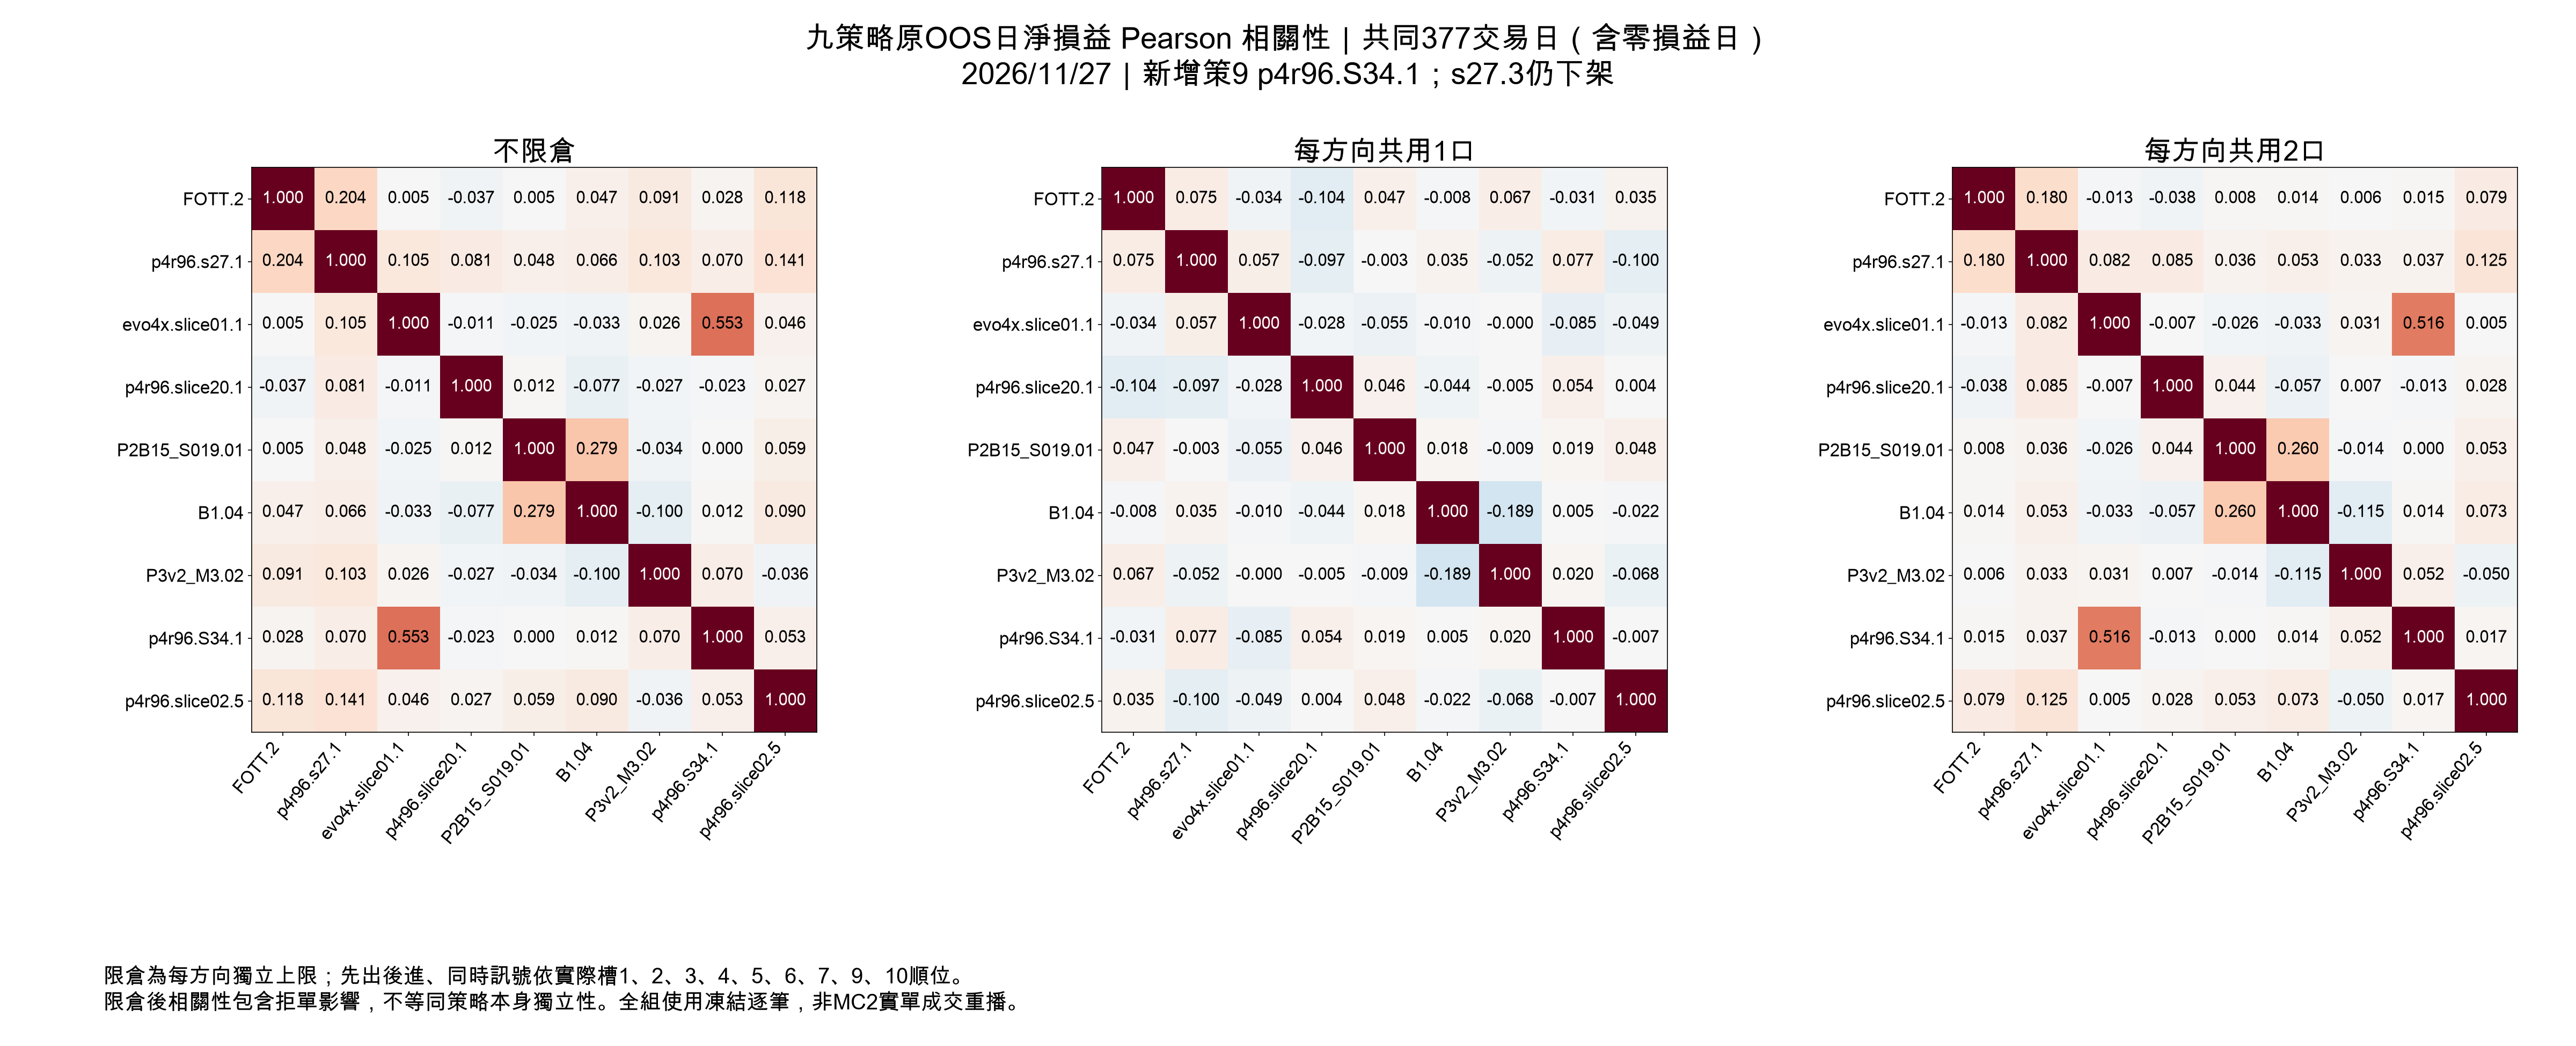 九策略原OOS日淨損益 Pearson 相關性｜共同377交易日（含零損益日）
2026/11/27｜新增策9 p4r96.S34.1；s27.3仍下架
不限倉
FOTT.2 1.000 0.204 0.005 -0.037 0.005 0.047 0.091 0.028 0.118
p4r96.s27.1 0.204 1.000 0.105 0.081 0.048 0.066 0.103 0.070 0.141
evo4x.slice01.1 0.005 0.105 1.000 -0.011 -0.025 -0.033 0.026 0.553 0.046
p4r96.slice20.1 -0.037 0.081 -0.011 1.000 0.012 -0.077 -0.027 -0.023 0.027
P2B15_S019.01 0.005 0.048 -0.025 0.012 1.000 0.279 -0.034 0.000 0.059
B1.04 0.047 0.066 -0.033 -0.077 0.279 1.000 -0.100 0.012 0.090
P3v2_M3.02 0.091 0.103 0.026 -0.027 -0.034 -0.100 1.000 0.070 -0.036
p4r96.S34.1 0.028 0.070 0.553 -0.023 0.000 0.012 0.070 1.000 0.053
p4r96.slice02.5 0.118 0.141 0.046 0.027 0.059 0.090 -0.036 0.053 1.000
FOTT.2 p4r96.s27.1 evo4x.slice01.1 p4r96.slice20.1 P2B15_S019.01 B1.04 P3v2_M3.02 p4r96.S34.1 p4r96.slice02.5
每方向共用1口
FOTT.2 1.000 0.075 -0.034 -0.104 0.047 -0.008 0.067 -0.031 0.035
p4r96.s27.1 0.075 1.000 0.057 -0.097 -0.003 0.035 -0.052 0.077 -0.100
evo4x.slice01.1 -0.034 0.057 1.000 -0.028 -0.055 -0.010 -0.000 -0.085 -0.049
p4r96.slice20.1 -0.104 -0.097 -0.028 1.000 0.046 -0.044 -0.005 0.054 0.004
P2B15_S019.01 0.047 -0.003 -0.055 0.046 1.000 0.018 -0.009 0.019 0.048
B1.04 -0.008 0.035 -0.010 -0.044 0.018 1.000 -0.189 0.005 -0.022
P3v2_M3.02 0.067 -0.052 -0.000 -0.005 -0.009 -0.189 1.000 0.020 -0.068
p4r96.S34.1 -0.031 0.077 -0.085 0.054 0.019 0.005 0.020 1.000 -0.007
p4r96.slice02.5 0.035 -0.100 -0.049 0.004 0.048 -0.022 -0.068 -0.007 1.000
FOTT.2 p4r96.s27.1 evo4x.slice01.1 p4r96.slice20.1 P2B15_S019.01 B1.04 P3v2_M3.02 p4r96.S34.1 p4r96.slice02.5
每方向共用2口
FOTT.2 1.000 0.180 -0.013 -0.038 0.008 0.014 0.006 0.015 0.079
p4r96.s27.1 0.180 1.000 0.082 0.085 0.036 0.053 0.033 0.037 0.125
evo4x.slice01.1 -0.013 0.082 1.000 -0.007 -0.026 -0.033 0.031 0.516 0.005
p4r96.slice20.1 -0.038 0.085 -0.007 1.000 0.044 -0.057 0.007 -0.013 0.028
P2B15_S019.01 0.008 0.036 -0.026 0.044 1.000 0.260 -0.014 0.000 0.053
B1.04 0.014 0.053 -0.033 -0.057 0.260 1.000 -0.115 0.014 0.073
P3v2_M3.02 0.006 0.033 0.031 0.007 -0.014 -0.115 1.000 0.052 -0.050
p4r96.S34.1 0.015 0.037 0.516 -0.013 0.000 0.014 0.052 1.000 0.017
p4r96.slice02.5 0.079 0.125 0.005 0.028 0.053 0.073 -0.050 0.017 1.000
FOTT.2 p4r96.s27.1 evo4x.slice01.1 p4r96.slice20.1 P2B15_S019.01 B1.04 P3v2_M3.02 p4r96.S34.1 p4r96.slice02.5
限倉為每方向獨立上限；先出後進、同時訊號依實際槽1、2、3、4、5、6、7、9、10順位。
限倉後相關性包含拒單影響，不等同策略本身獨立性。全組使用凍結逐筆，非MC2實單成交重播。